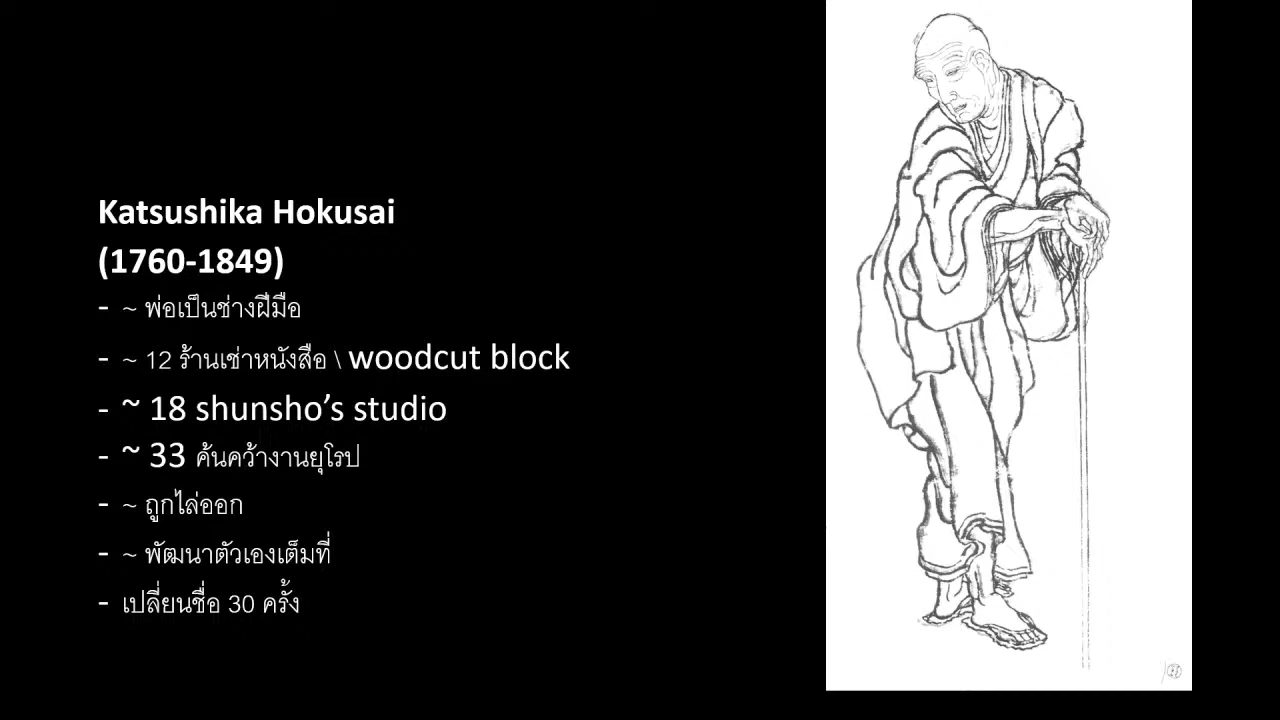 Katsushika Hokusai
(1760-1849)
- ~ พ่อเป็นช่างฝีมือ
- ~ 12 ร้านเช่าหนังสือ \ woodcut block
- ~ 18 shunsho’s studio
- ~ 33 ค้นคว้างานยุโรป
- ~ ถูกไล่ออก
- ~ พัฒนาตัวเองเต็มที่
- เปลี่ยนชื่อ 30 ครั้ง